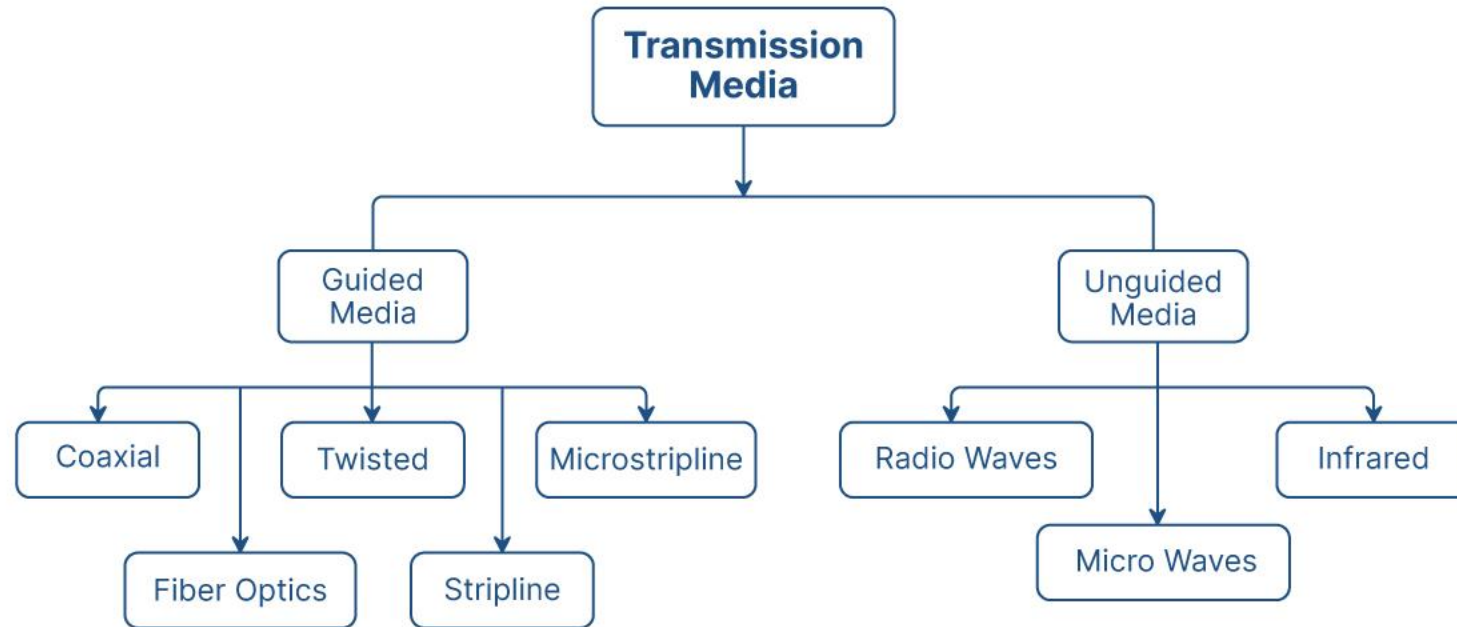 Transmission
Media
Guided
Media
Unguided
Media
Coaxial
Twisted
Microstripline
Radio Waves
Infrared
Fiber Optics
Stripline
Micro Waves